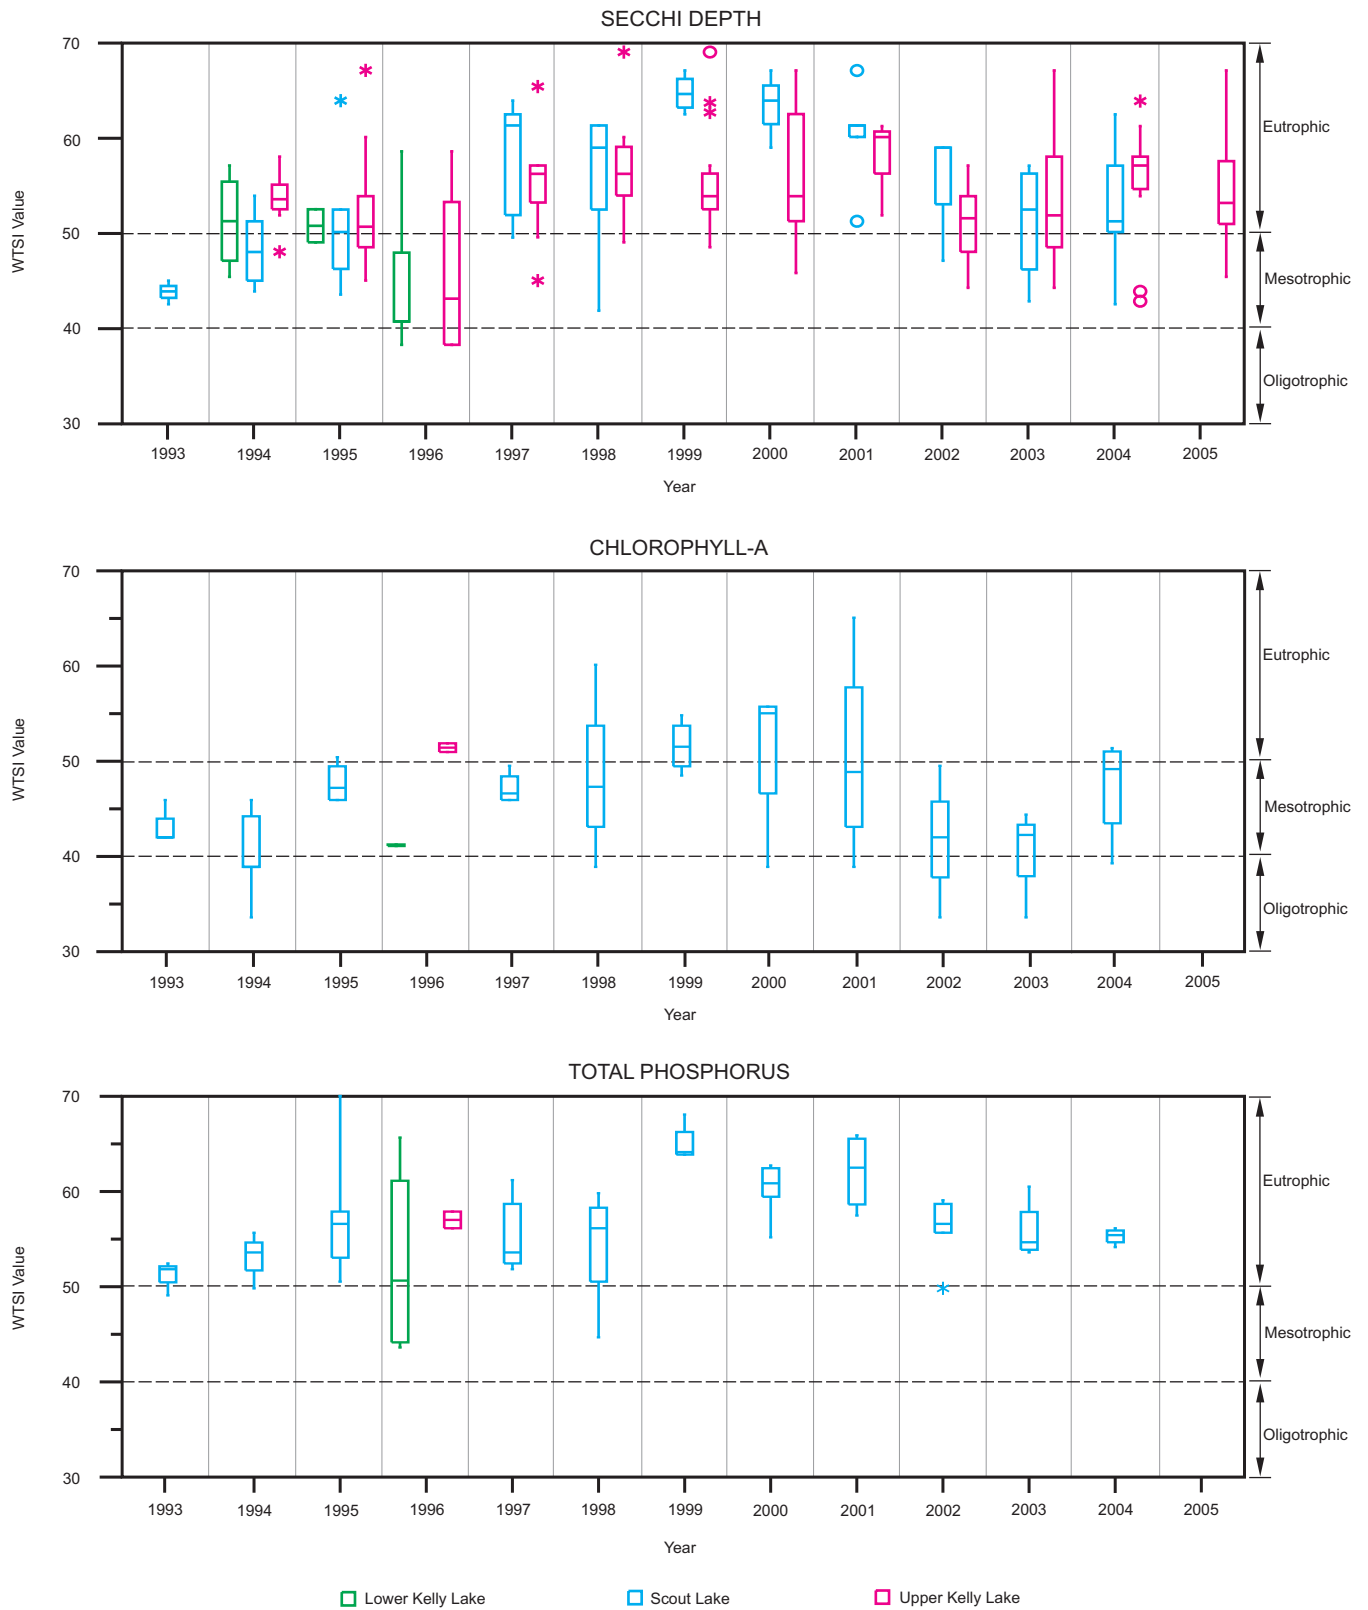 SECCHI DEPTH
70
60
50
40
30
WTSI Value
Eutrophic
Mesotrophic
Oligotrophic
1993 1994 1995 1996 1997 1998 1999 2000 2001 2002 2003 2004 2005
Year
CHLOROPHYLL-A
70
60
50
40
30
WTSI Value
Eutrophic
Mesotrophic
Oligotrophic
1993 1994 1995 1996 1997 1998 1999 2000 2001 2002 2003 2004 2005
Year
TOTAL PHOSPHORUS
70
60
50
40
30
WTSI Value
Eutrophic
Mesotrophic
Oligotrophic
1993 1994 1995 1996 1997 1998 1999 2000 2001 2002 2003 2004 2005
Year
Lower Kelly Lake Scout Lake Upper Kelly Lake